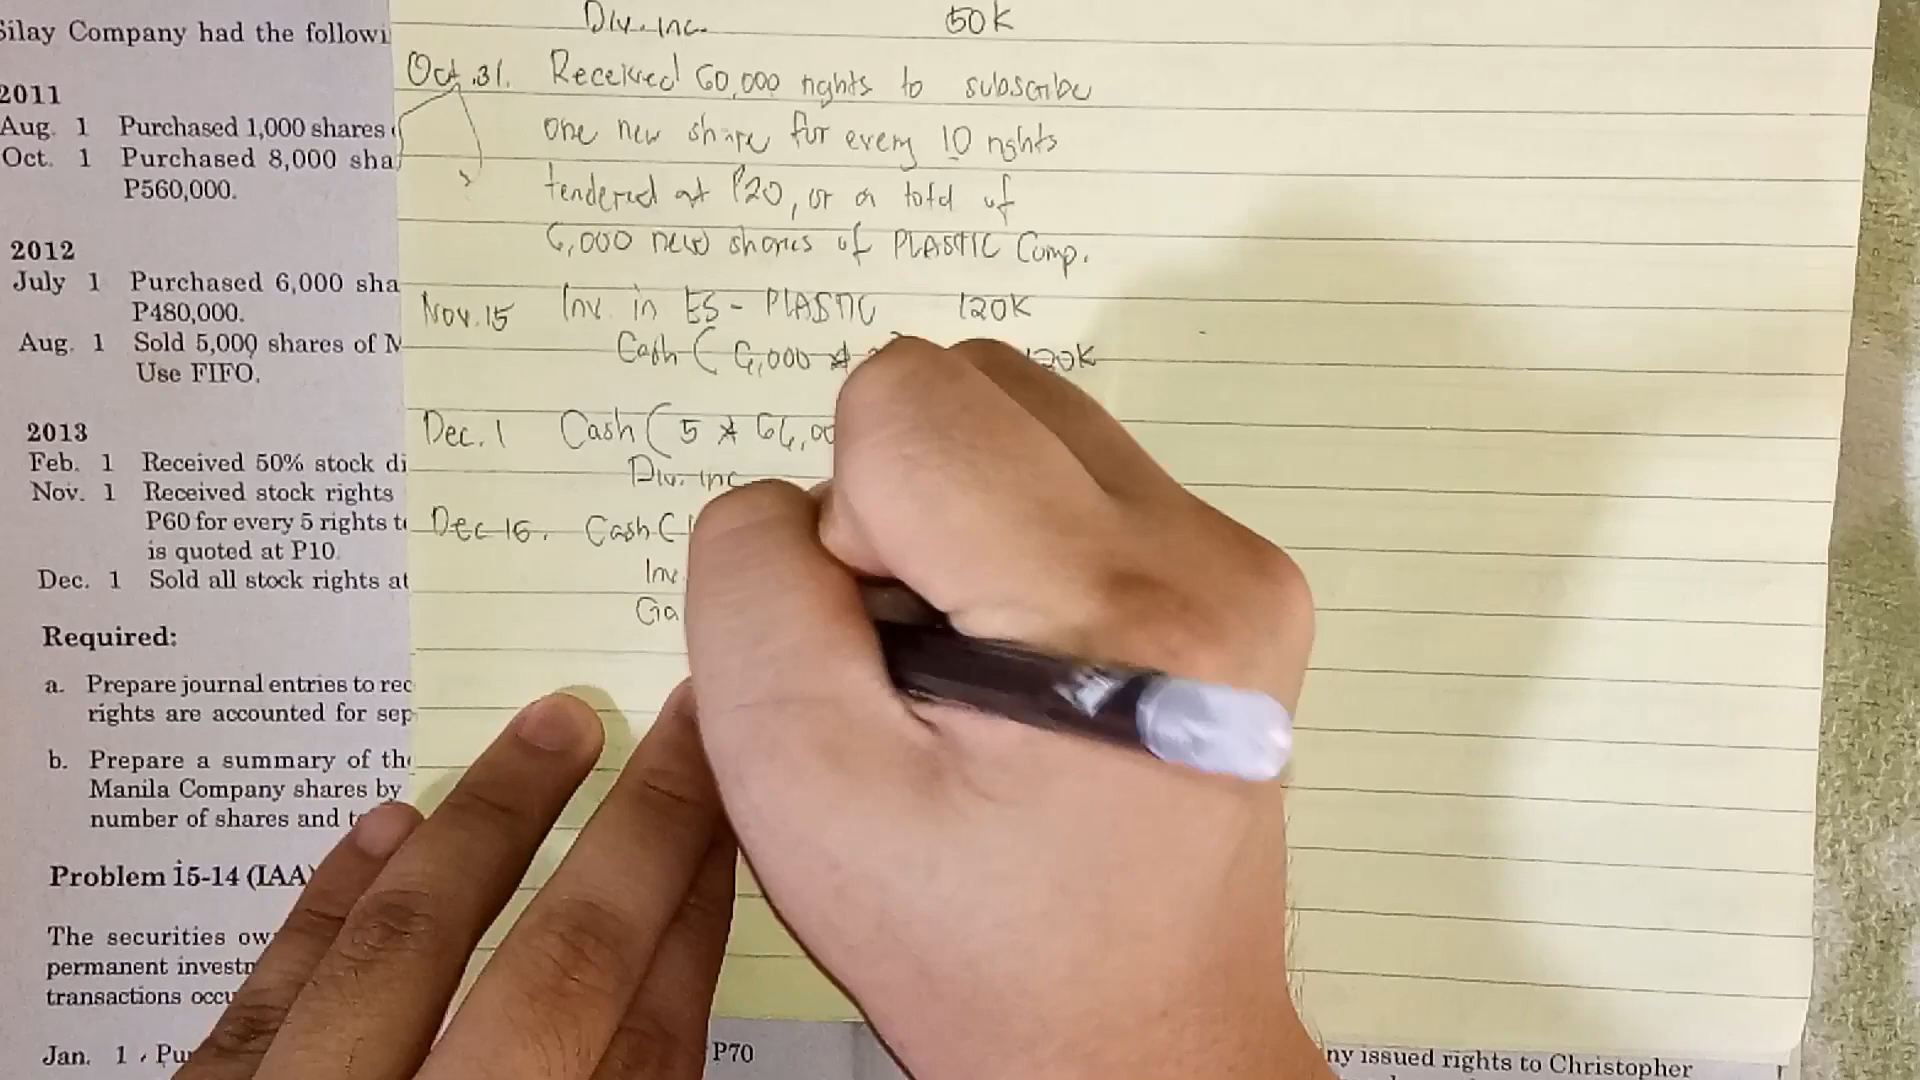 Silay Company had the followi
2011
Aug. 1 Purchased 1,000 shares
Oct. 1 Purchased 8,000 sha
P560,000.
2012
July 1 Purchased 6,000 sha
P480,000.
Aug. 1 Sold 5,000 shares of M
Use FIFO.
2013
Feb. 1 Received 50% stock di
Nov. 1 Received stock rights
P60 for every 5 rights t
is quoted at P10.
Dec. 1 Sold all stock rights at
Required:
a. Prepare journal entries to rec
rights are accounted for sep
b. Prepare a summary of th
Manila Company shares by
number of shares and t
Problem 15-14 (IAA)
The securities ow
permanent investm
transactions occu
Jan. 1 Pur
P70
ny issued rights to Christopher
Div. Inc. 50K
Oct. 31. Received 60,000 rights to subscribe
one new share for every 10 rights
tendered at P20, or a total of
6,000 new shares of PLASTIC Comp.
Nov. 15 Inv. in ES - PLASTIC 120K
Cash ( 6,000 * 120K
Dec. 1 Cash ( 5 * 66,00
Div. Inc
Dec 15. Cash (
Inv.
Ga